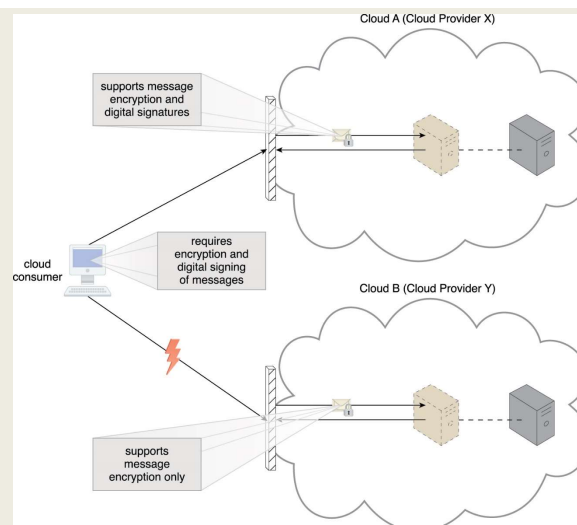 Cloud A (Cloud Provider X)
supports message
encryption and
digital signatures
cloud
consumer
requires
encryption and
digital signing
of messages
Cloud B (Cloud Provider Y)
supports
message
encryption only